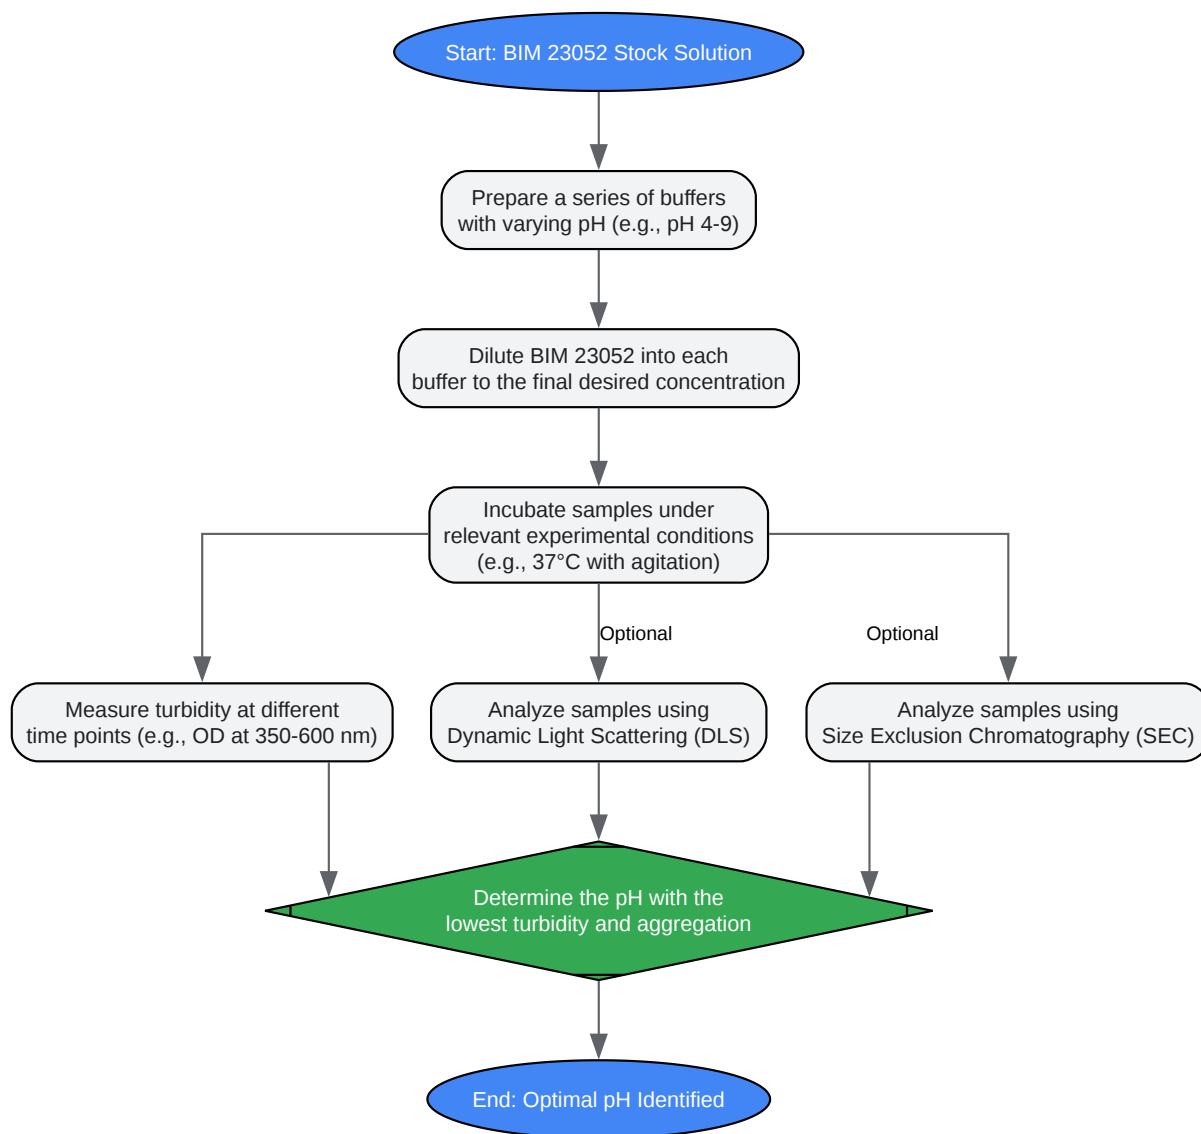 Start: BIM 23052 Stock Solution
Prepare a series of buffers
with varying pH (e.g., pH 4-9)
Dilute BIM 23052 into each
buffer to the final desired concentration
Incubate samples under
relevant experimental conditions
(e.g., 37°C with agitation)
Optional
Optional
Measure turbidity at different
time points (e.g., OD at 350-600 nm)
Analyze samples using
Dynamic Light Scattering (DLS)
Analyze samples using
Size Exclusion Chromatography (SEC)
Determine the pH with the
lowest turbidity and aggregation
End: Optimal pH Identified